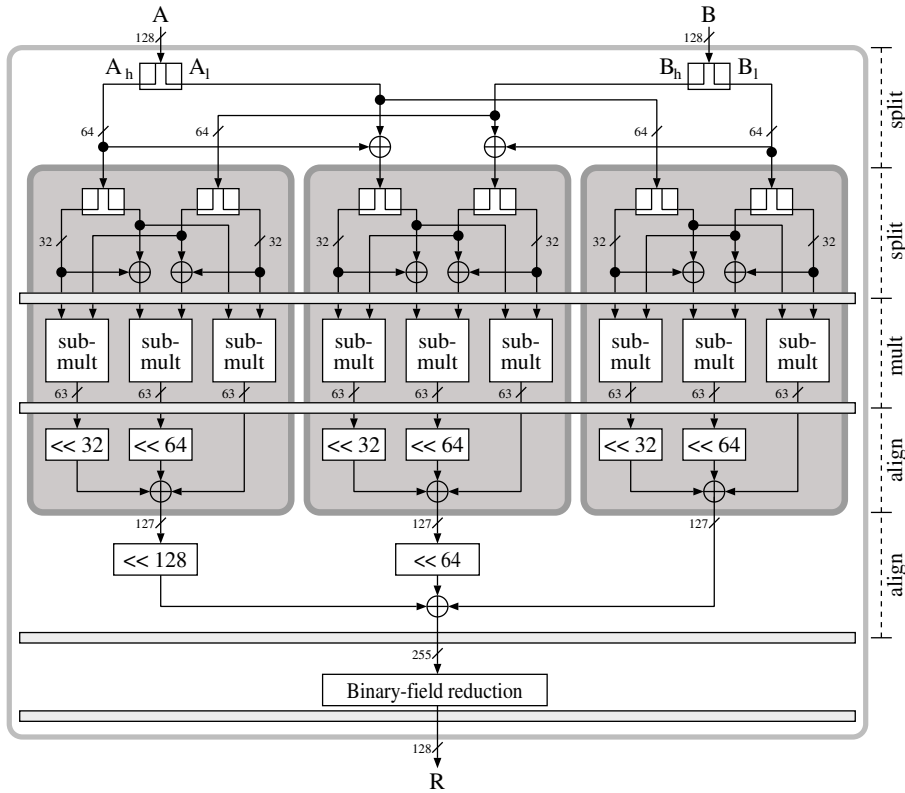 A B
128 128
A h A l B h B l
split
64 64 64 64
split
32 32 32 32 32 32
sub-mult sub-mult sub-mult sub-mult sub-mult sub-mult sub-mult sub-mult sub-mult
mult
63 63 63 63 63 63 63 63 63
<< 32 << 64 << 32 << 64 << 32 << 64
align
127 127 127
<< 128 << 64
align
255
Binary-field reduction
128
R